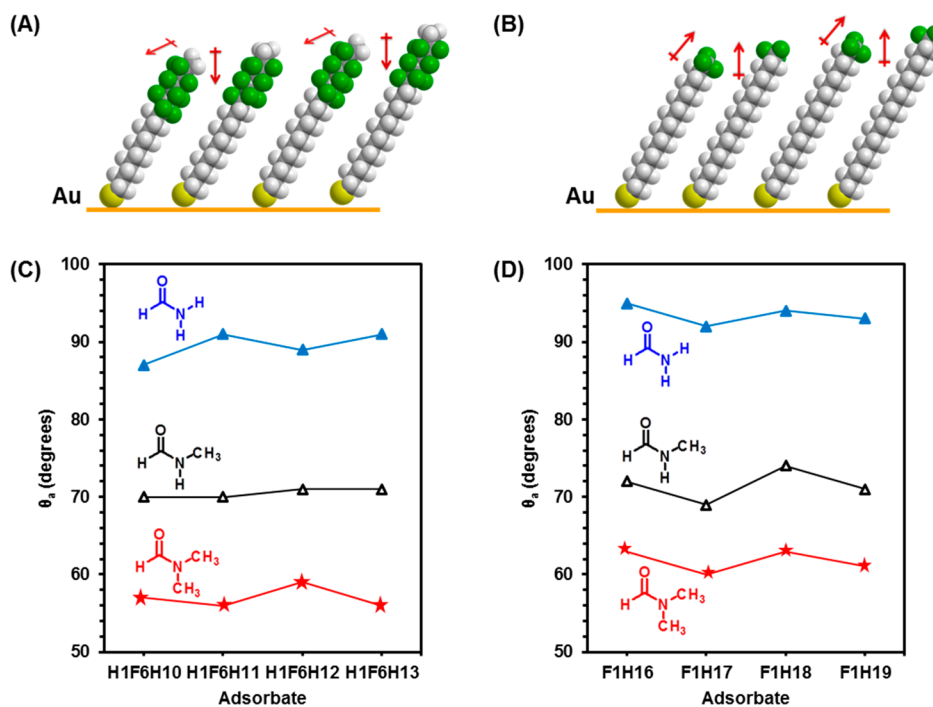 (A)
(B)
Au
Au
(C)
100
90
80
70
60
50
θa (degrees)
O
H
N
H
H
O
H
N
CH3
H
O
H
N
CH3
CH3
H1F6H10 H1F6H11 H1F6H12 H1F6H13
Adsorbate
(D)
100
90
80
70
60
50
θa (degrees)
O
H
N
H
H
O
H
N
CH3
H
O
H
N
CH3
CH3
F1H16 F1H17 F1H18 F1H19
Adsorbate